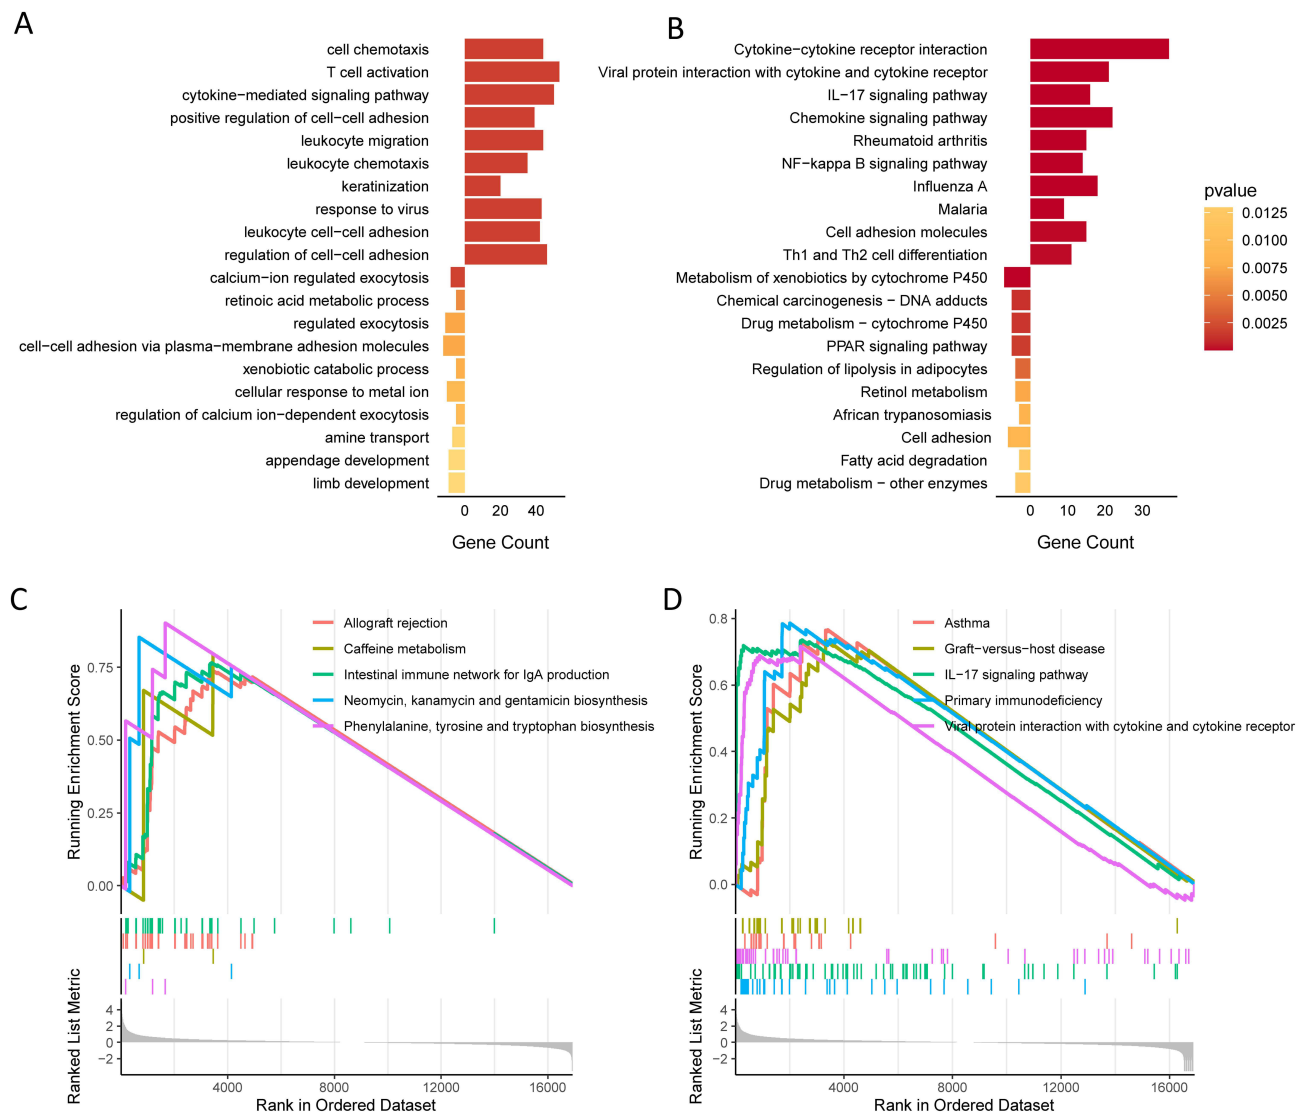 A
cell chemotaxis
T cell activation
cytokine−mediated signaling pathway
positive regulation of cell−cell adhesion
leukocyte migration
leukocyte chemotaxis
keratinization
response to virus
leukocyte cell−cell adhesion
regulation of cell−cell adhesion
calcium−ion regulated exocytosis
retinoic acid metabolic process
regulated exocytosis
cell−cell adhesion via plasma−membrane adhesion molecules
xenobiotic catabolic process
cellular response to metal ion
regulation of calcium ion−dependent exocytosis
amine transport
appendage development
limb development
0 20 40
Gene Count
B
Cytokine−cytokine receptor interaction
Viral protein interaction with cytokine and cytokine receptor
IL−17 signaling pathway
Chemokine signaling pathway
Rheumatoid arthritis
NF−kappa B signaling pathway
Influenza A
Malaria
Cell adhesion molecules
Th1 and Th2 cell differentiation
Metabolism of xenobiotics by cytochrome P450
Chemical carcinogenesis − DNA adducts
Drug metabolism − cytochrome P450
PPAR signaling pathway
Regulation of lipolysis in adipocytes
Retinol metabolism
African trypanosomiasis
Cell adhesion
Fatty acid degradation
Drug metabolism − other enzymes
0 10 20 30
Gene Count
pvalue
0.0125
0.0100
0.0075
0.0050
0.0025
C
Running Enrichment Score
0.75
0.50
0.25
0.00
Allograft rejection
Caffeine metabolism
Intestinal immune network for IgA production
Neomycin, kanamycin and gentamicin biosynthesis
Phenylalanine, tyrosine and tryptophan biosynthesis
Ranked List Metric
4
2
0
−2
4000 8000 12000 16000
Rank in Ordered Dataset
D
Running Enrichment Score
0.8
0.6
0.4
0.2
0.0
Asthma
Graft−versus−host disease
IL−17 signaling pathway
Primary immunodeficiency
Viral protein interaction with cytokine and cytokine receptor
Ranked List Metric
4
2
0
−2
4000 8000 12000 16000
Rank in Ordered Dataset